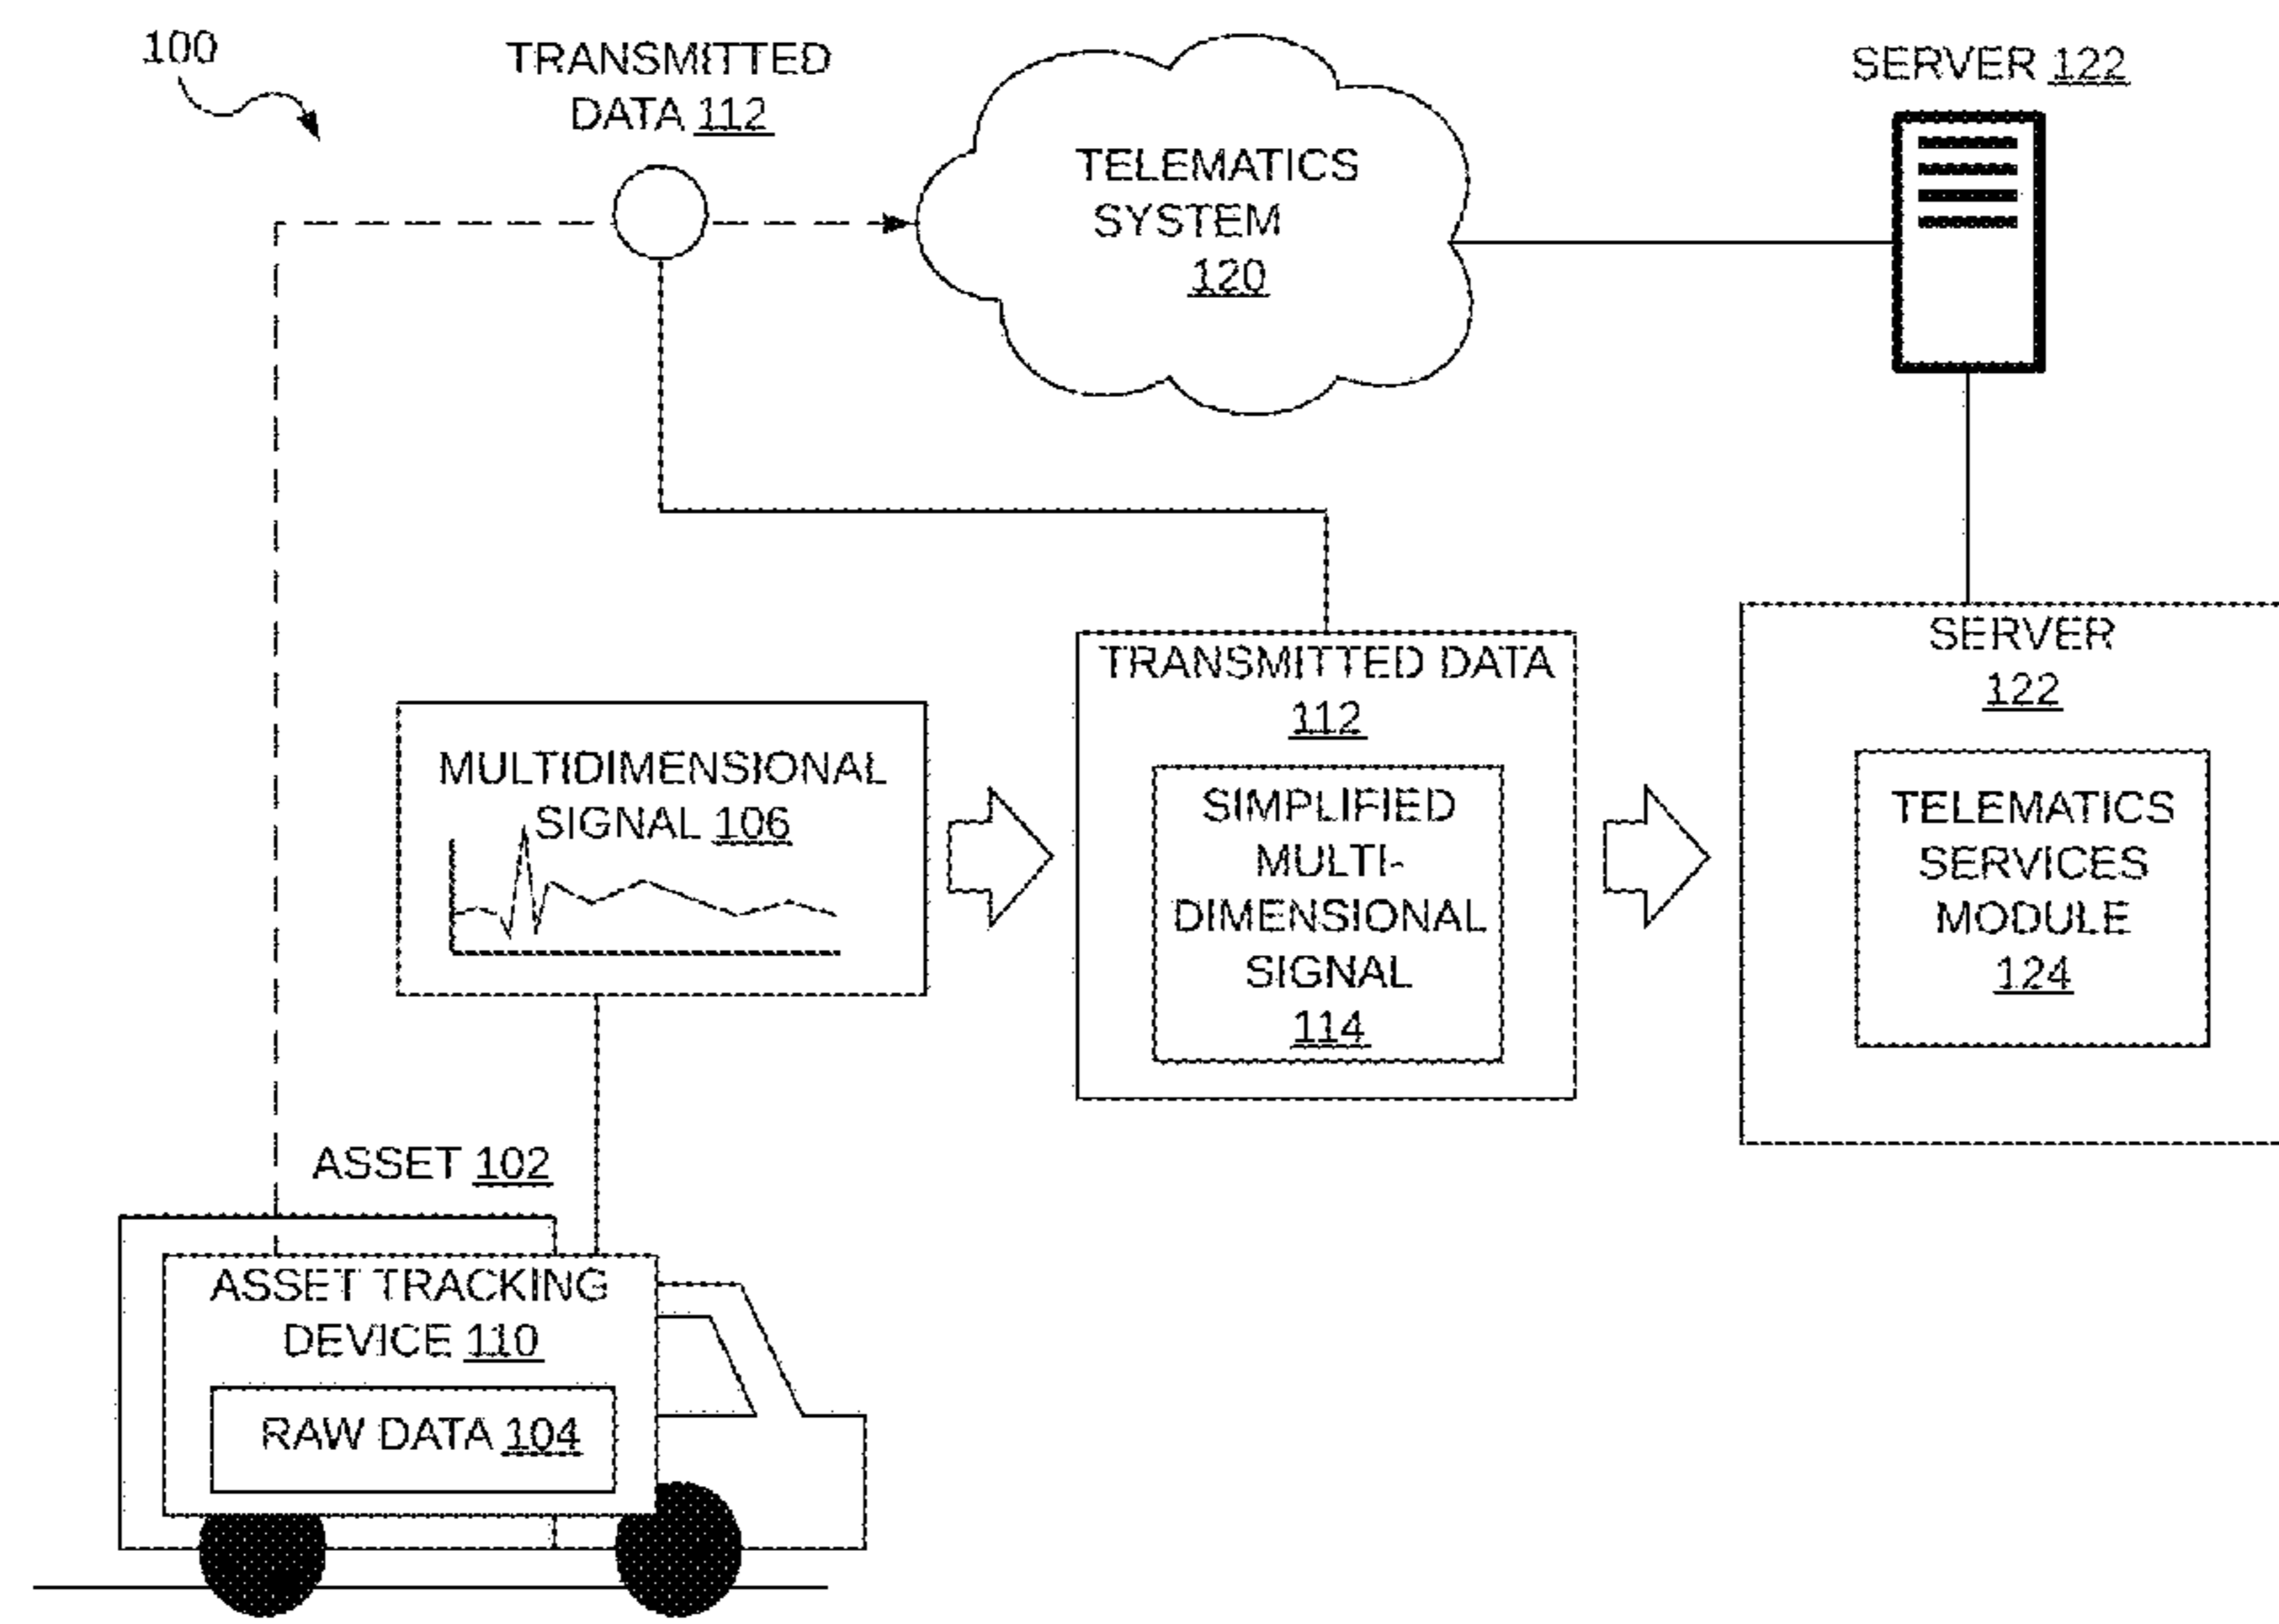 100
TRANSMITTED
DATA 112
TELEMATICS
SYSTEM
120
SERVER 122
MULTIDIMENSIONAL
SIGNAL 106
TRANSMITTED DATA
112
SIMPLIFIED
MULTI-
DIMENSIONAL
SIGNAL
114
SERVER
122
TELEMATICS
SERVICES
MODULE
124
ASSET 102
ASSET TRACKING
DEVICE 110
RAW DATA 104